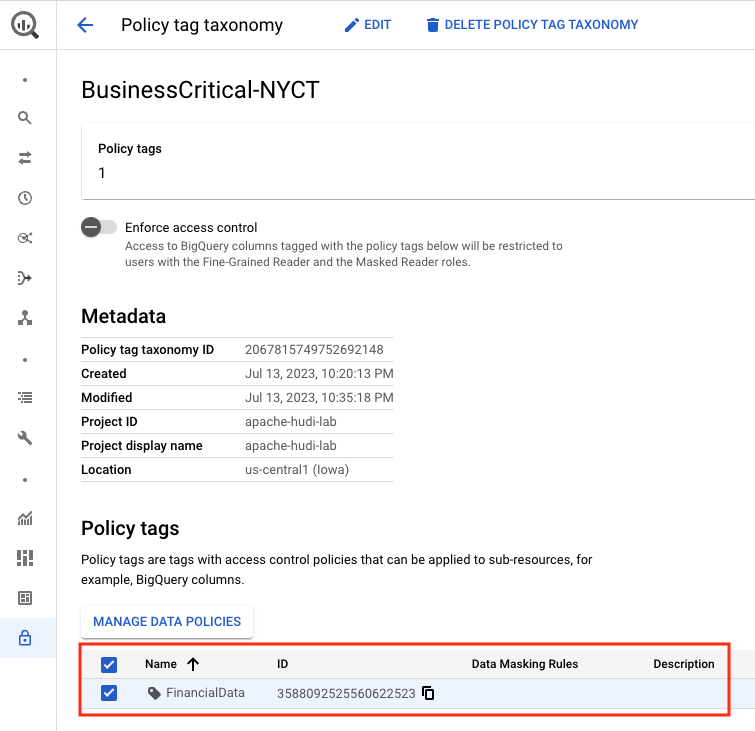 Policy tag taxonomy
EDIT
DELETE POLICY TAG TAXONOMY
BusinessCritical-NYCT
Policy tags
1
Enforce access control
Access to BigQuery columns tagged with the policy tags below will be restricted to
users with the Fine-Grained Reader and the Masked Reader roles.
Metadata
Policy tag taxonomy ID 2067815749752692148
Created Jul 13, 2023, 10:20:13 PM
Modified Jul 13, 2023, 10:35:18 PM
Project ID apache-hudi-lab
Project display name apache-hudi-lab
Location us-central1 (Iowa)
Policy tags
Policy tags are tags with access control policies that can be applied to sub-resources, for
example, BigQuery columns.
MANAGE DATA POLICIES
Name ID Data Masking Rules Description
FinancialData 3588092525560622523